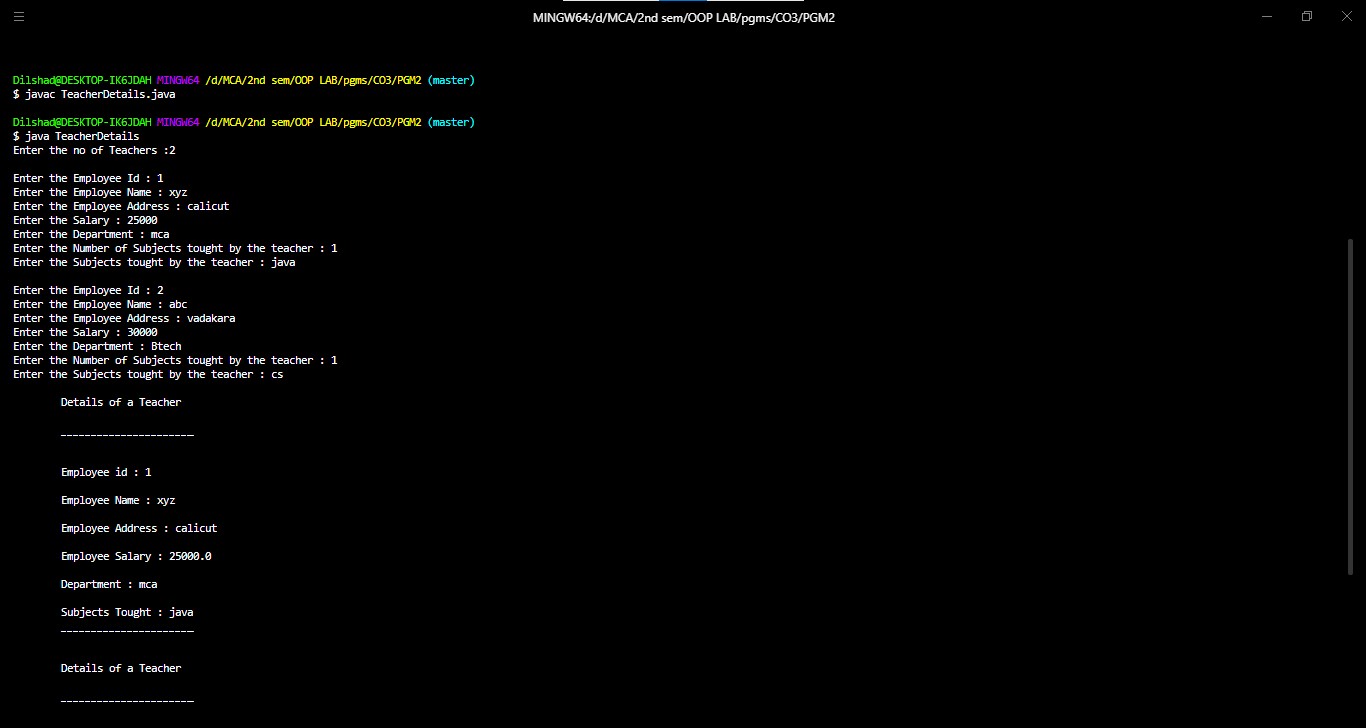 MINGW64:/d/MCA/2nd sem/OOP LAB/pgms/CO3/PGM2
Dilshad@DESKTOP-IK6JDAH MINGW64 /d/MCA/2nd sem/OOP LAB/pgms/CO3/PGM2 (master)
$ javac TeacherDetails.java
Dilshad@DESKTOP-IK6JDAH MINGW64 /d/MCA/2nd sem/OOP LAB/pgms/CO3/PGM2 (master)
$ java TeacherDetails
Enter the no of Teachers :2
Enter the Employee Id : 1
Enter the Employee Name : xyz
Enter the Employee Address : calicut
Enter the Salary : 25000
Enter the Department : mca
Enter the Number of Subjects tought by the teacher : 1
Enter the Subjects tought by the teacher : java
Enter the Employee Id : 2
Enter the Employee Name : abc
Enter the Employee Address : vadakara
Enter the Salary : 30000
Enter the Department : Btech
Enter the Number of Subjects tought by the teacher : 1
Enter the Subjects tought by the teacher : cs
Details of a Teacher
----------------------
Employee id : 1
Employee Name : xyz
Employee Address : calicut
Employee Salary : 25000.0
Department : mca
Subjects Tought : java
----------------------
Details of a Teacher
----------------------